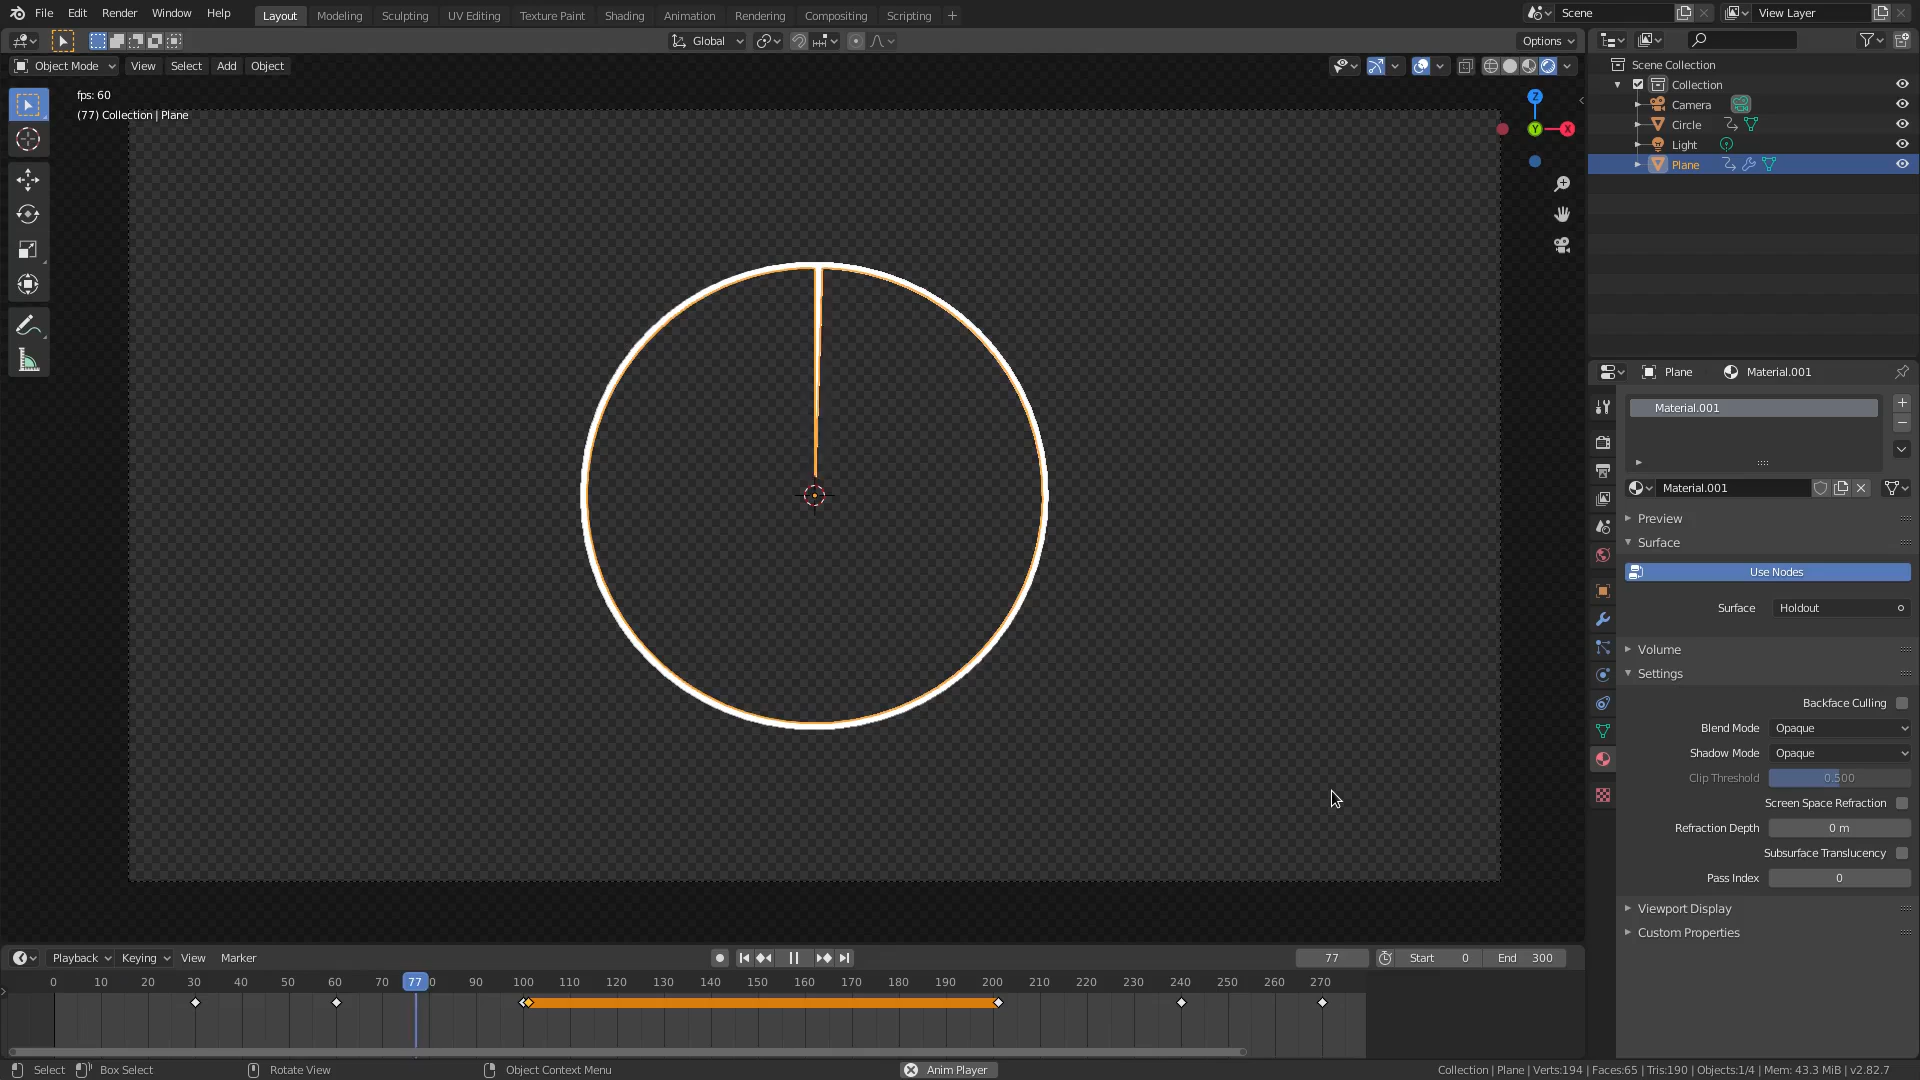 File Edit Render Window Help Layout Modeling Sculpting UV Editing Texture Paint Shading Animation Rendering Compositing Scripting + Scene View Layer
Global Options
Object Mode View Select Add Object
fps: 60
(77) Collection | Plane
Z
Y X
Scene Collection
Collection
Camera
Circle
Light
Plane
Plane Material.001
Material.001
Material.001
Preview
Surface
Use Nodes
Surface Holdout
Volume
Settings
Backface Culling
Blend Mode Opaque
Shadow Mode Opaque
Clip Threshold 0.500
Screen Space Refraction
Refraction Depth 0 m
Subsurface Translucency
Pass Index 0
Viewport Display
Custom Properties
Playback Keying View Marker 77 Start 0 End 300
0 10 20 30 40 50 60 70 77 0 90 100 110 120 130 140 150 160 170 180 190 200 210 220 230 240 250 260 270
Select Box Select Rotate View Object Context Menu Anim Player Collection | Plane | Verts:194 | Faces:65 | Tris:190 | Objects:1/4 | Mem: 43.3 MiB | v2.82.7